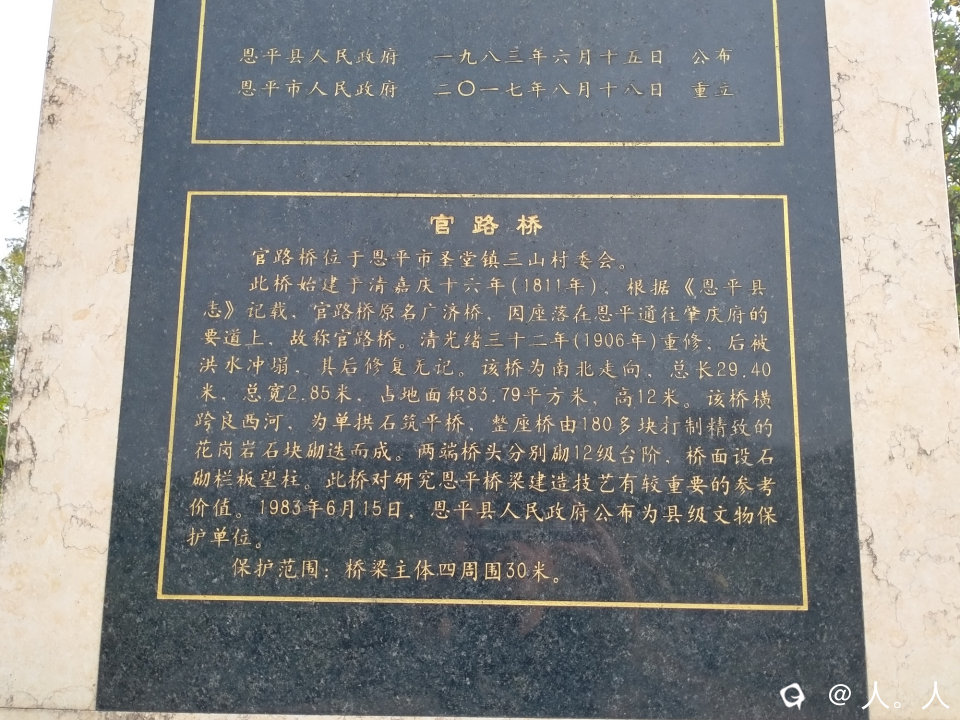 恩平县人民政府 一九八三年六月十五日 公布
恩平市人民政府 二〇一七年八月十八日 重立
官路桥
官路桥位于恩平市圣堂镇三山村委会。
此桥始建于清嘉庆十六年(1811年)，根据《恩平县
志》记载，官路桥原名广济桥，因座落在恩平通往肇庆府的
要道上，故称官路桥。清光绪三十二年(1906年)重修，后被
洪水冲塌，其后修复无记。该桥为南北走向，总长29.40
米，总宽2.85米，占地面积83.79平方米，高12米。该桥横
跨良西河，为单拱石筑平桥，整座桥由180多块打制精致的
花岗岩石块砌迭而成。两端桥头分别砌12级台阶，桥面设石
砌栏板望柱。此桥对研究恩平桥梁建造技艺有较重要的参考
价值。1983年6月15日，恩平县人民政府公布为县级文物保
护单位。
保护范围：桥梁主体四周围30米。
@人。人